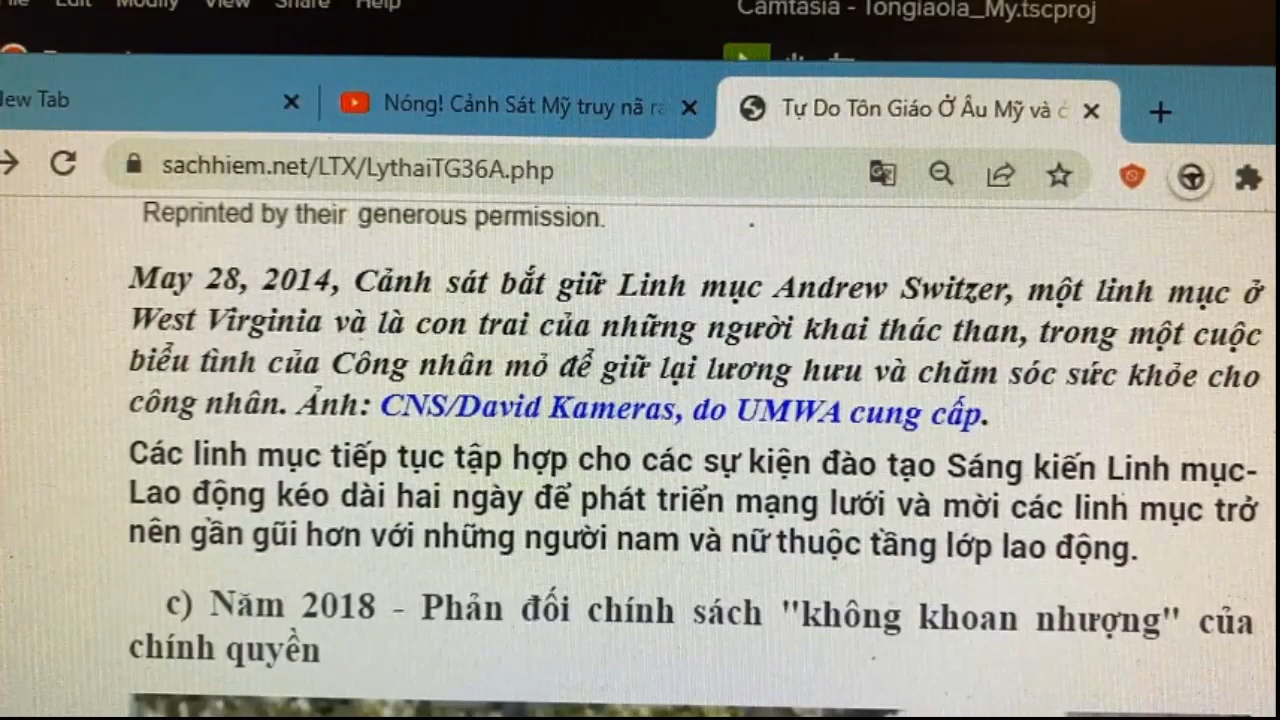 Edit Modify View Share Help
Camtasia - Tongiaola_My.tscproj
New Tab
Nóng! Cảnh Sát Mỹ truy nã
Tự Do Tôn Giáo Ở Âu Mỹ và
sachhiem.net/LTX/LythaiTG36A.php
Reprinted by their generous permission.
May 28, 2014, Cảnh sát bắt giữ Linh mục Andrew Switzer, một linh mục ở
West Virginia và là con trai của những người khai thác than, trong một cuộc
biểu tình của Công nhân mỏ để giữ lại lương hưu và chăm sóc sức khỏe cho
công nhân. Ảnh: CNS/David Kameras, do UMWA cung cấp.
Các linh mục tiếp tục tập hợp cho các sự kiện đào tạo Sáng kiến Linh mục-
Lao động kéo dài hai ngày để phát triển mạng lưới và mời các linh mục trở
nên gần gũi hơn với những người nam và nữ thuộc tầng lớp lao động.
c) Năm 2018 - Phản đối chính sách "không khoan nhượng" của
chính quyền